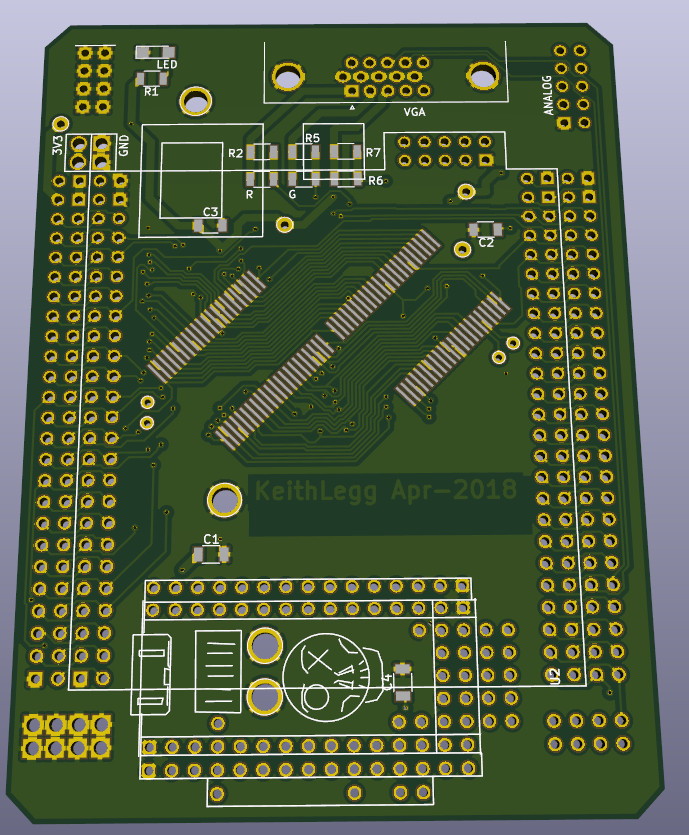 LED
R1
VGA
ANALOG
3V3
GND
R2
R5
R7
R
G
R6
C3
C2
KeithLegg Apr-2018
C1
C4
U2